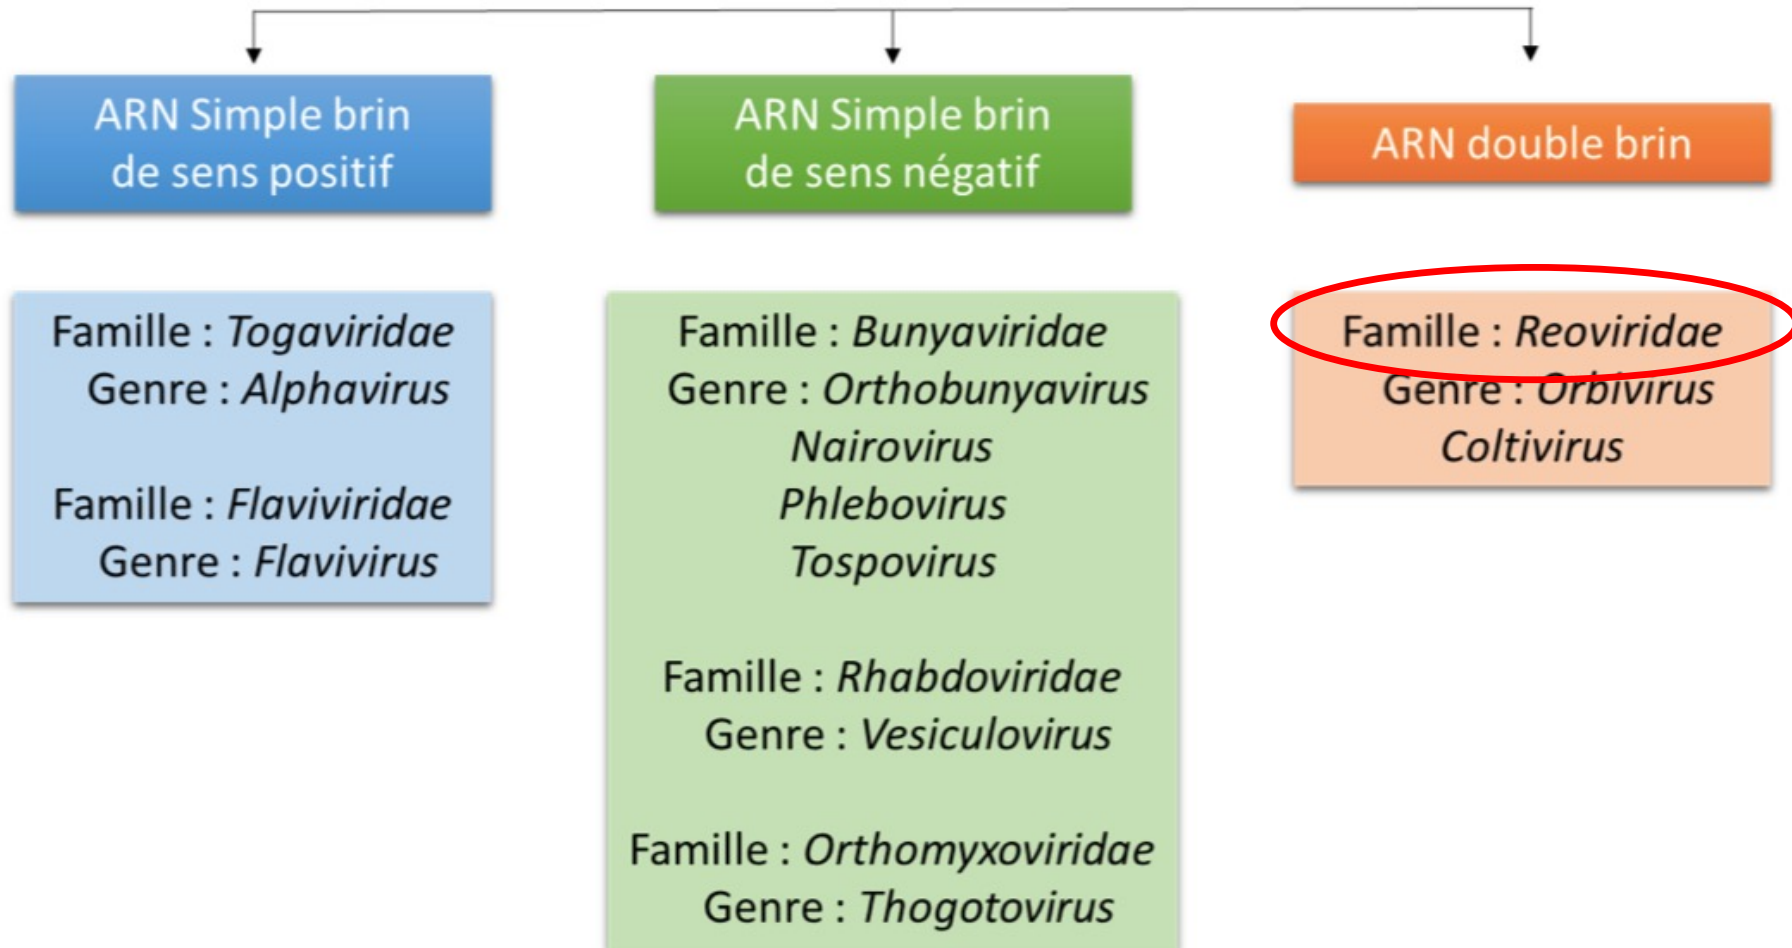 ARN Simple brin
de sens positif
Famille : Togaviridae
Genre : Alphavirus
Famille : Flaviviridae
Genre : Flavivirus
ARN Simple brin
de sens négatif
Famille : Bunyaviridae
Genre : Orthobunyavirus
Nairovirus
Phlebovirus
Tospovirus
Famille : Rhabdoviridae
Genre : Vesiculovirus
Famille : Orthomyxoviridae
Genre : Thogotovirus
ARN double brin
Famille : Reoviridae
Genre : Orbivirus
Coltivirus